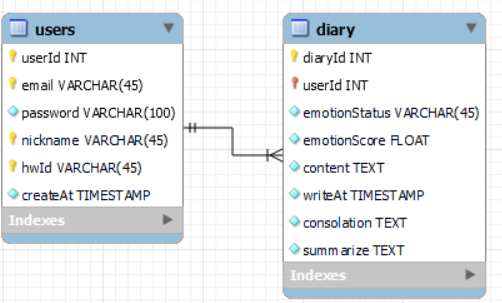 users
userId INT
email VARCHAR(45)
password VARCHAR(100)
nickname VARCHAR(45)
hwId VARCHAR(45)
createAt TIMESTAMP
Indexes
diary
diaryId INT
userId INT
emotionStatus VARCHAR(45)
emotionScore FLOAT
content TEXT
writeAt TIMESTAMP
consolation TEXT
summarize TEXT
Indexes